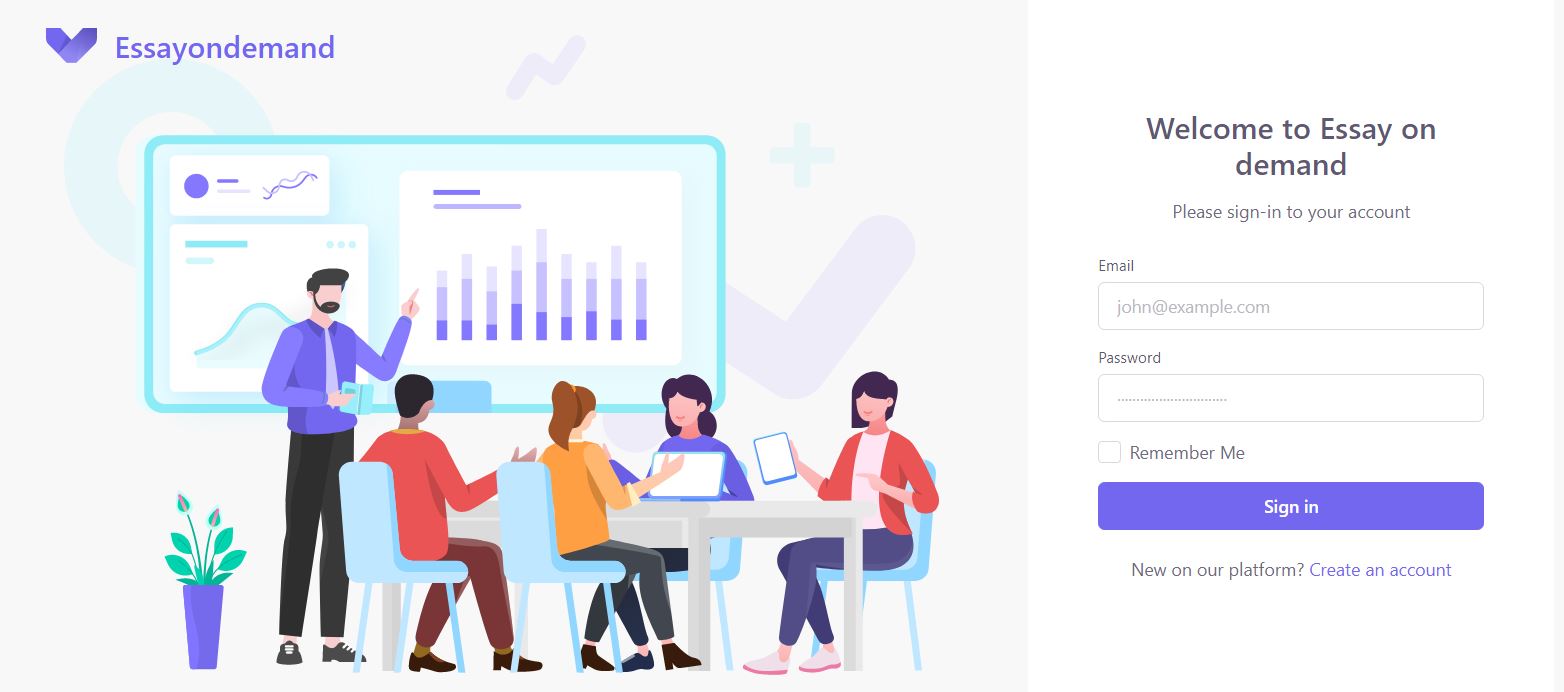 Essayondemand
Welcome to Essay on
demand
Please sign-in to your account
Email
john@example.com
Password
Remember Me
Sign in
New on our platform? Create an account